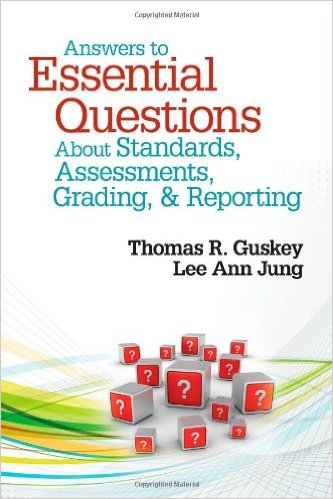 Copyrighted Material
Answers to
Essential
Questions
About Standards,
Assessments,
Grading, & Reporting
Thomas R. Guskey
Lee Ann Jung
?
?
?
?
?
?
?
?
?
?
?
?
Copyrighted Material